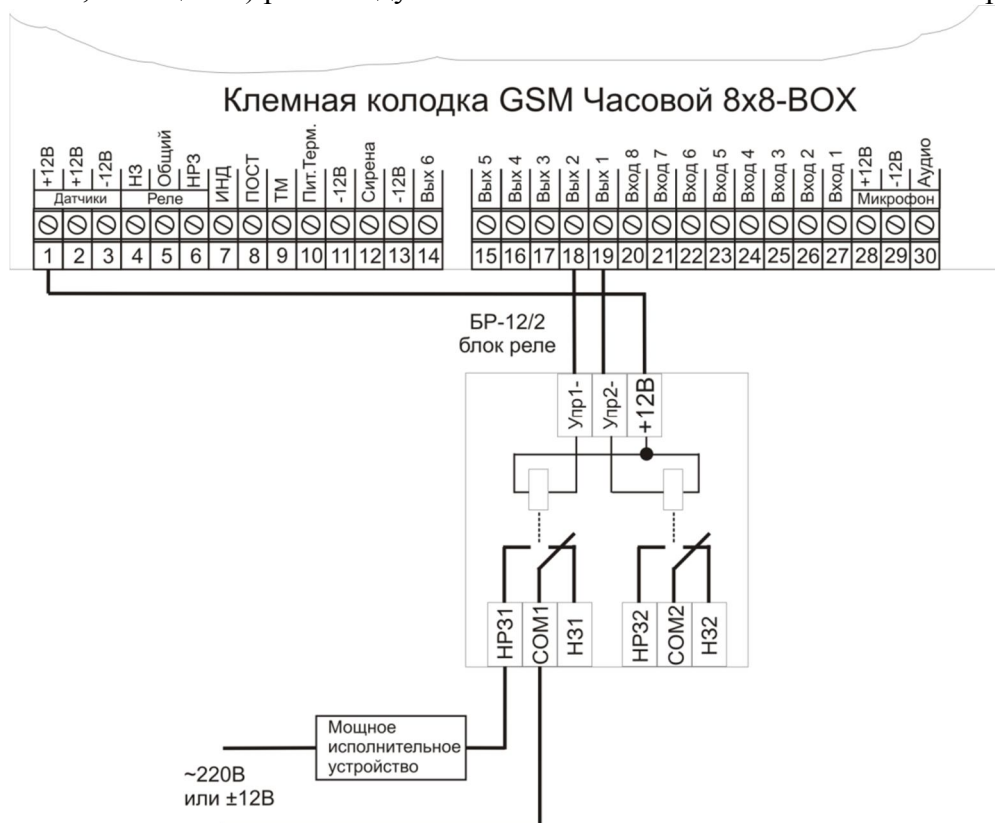 Клемная колодка GSM Часовой 8x8-BOX
+12В
+12В
-12В
НЗ
Общий
НРЗ
ИНД
ПОСТ
ТМ
Пит.Терм.
-12В
Сирена
-12В
Вых 6
Вых 5
Вых 4
Вых 3
Вых 2
Вых 1
Вход 8
Вход 7
Вход 6
Вход 5
Вход 4
Вход 3
Вход 2
Вход 1
+12В
-12В
Аудио
Датчики
Реле
Микрофон
1 2 3 4 5 6 7 8 9 10 11 12 13 14 15 16 17 18 19 20 21 22 23 24 25 26 27 28 29 30
БР-12/2
блок реле
Упр1-
Упр2-
+12В
НР31
COM1
Н31
НР32
COM2
Н32
Мощное
исполнительное
устройство
~220В
или ±12В